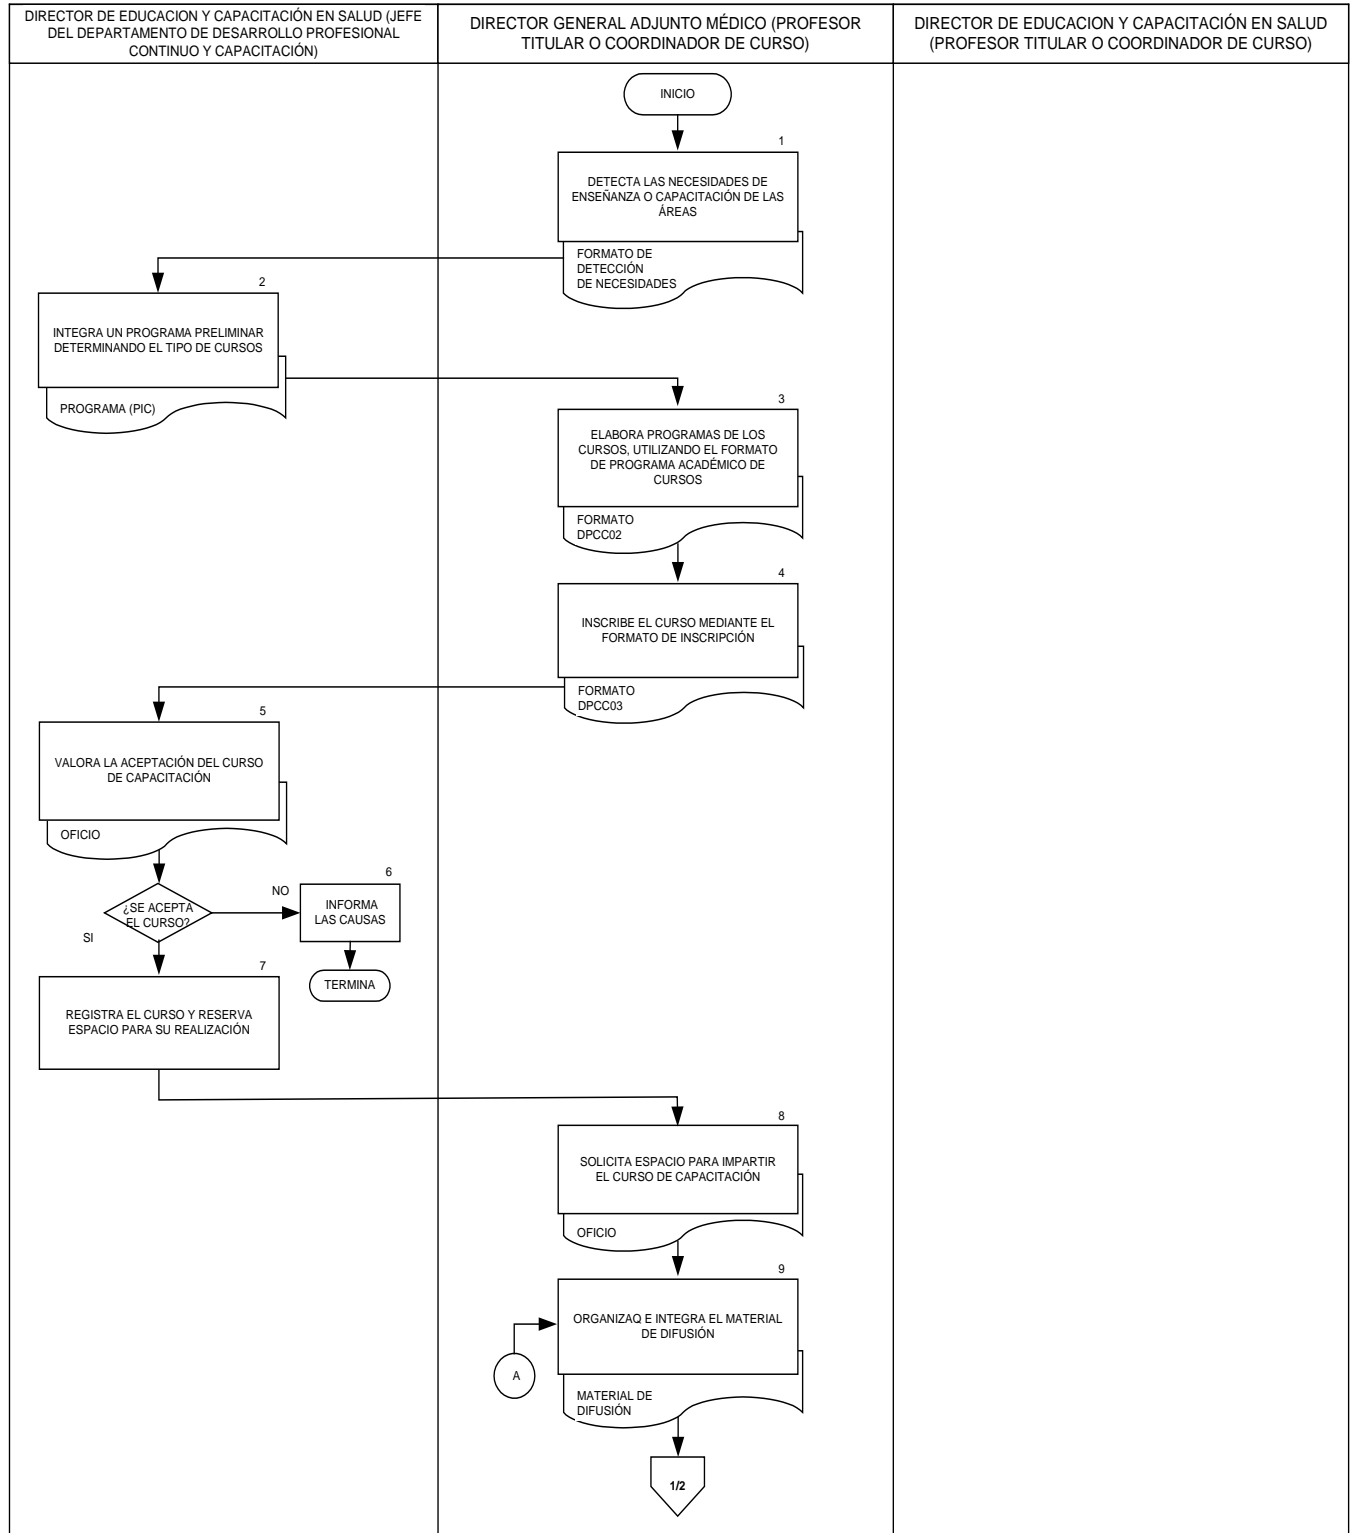 DIRECTOR DE EDUCACION Y CAPACITACIÓN EN SALUD (JEFE
DEL DEPARTAMENTO DE DESARROLLO PROFESIONAL
CONTINUO Y CAPACITACIÓN)
DIRECTOR GENERAL ADJUNTO MÉDICO (PROFESOR
TITULAR O COORDINADOR DE CURSO)
DIRECTOR DE EDUCACION Y CAPACITACIÓN EN SALUD
(PROFESOR TITULAR O COORDINADOR DE CURSO)
INICIO
1
DETECTA LAS NECESIDADES DE
ENSEÑANZA O CAPACITACIÓN DE LAS
ÁREAS
FORMATO DE
DETECCIÓN
DE NECESIDADES
2
INTEGRA UN PROGRAMA PRELIMINAR
DETERMINANDO EL TIPO DE CURSOS
PROGRAMA (PIC)
3
ELABORA PROGRAMAS DE LOS
CURSOS, UTILIZANDO EL FORMATO
DE PROGRAMA ACADÉMICO DE
CURSOS
FORMATO
DPCC02
4
INSCRIBE EL CURSO MEDIANTE EL
FORMATO DE INSCRIPCIÓN
FORMATO
DPCC03
5
VALORA LA ACEPTACIÓN DEL CURSO
DE CAPACITACIÓN
OFICIO
¿SE ACEPTA
EL CURSO?
NO
SI
6
INFORMA
LAS CAUSAS
TERMINA
7
REGISTRA EL CURSO Y RESERVA
ESPACIO PARA SU REALIZACIÓN
8
SOLICITA ESPACIO PARA IMPARTIR
EL CURSO DE CAPACITACIÓN
OFICIO
9
ORGANIZAQ E INTEGRA EL MATERIAL
DE DIFUSIÓN
A
MATERIAL DE
DIFUSIÓN
1/2